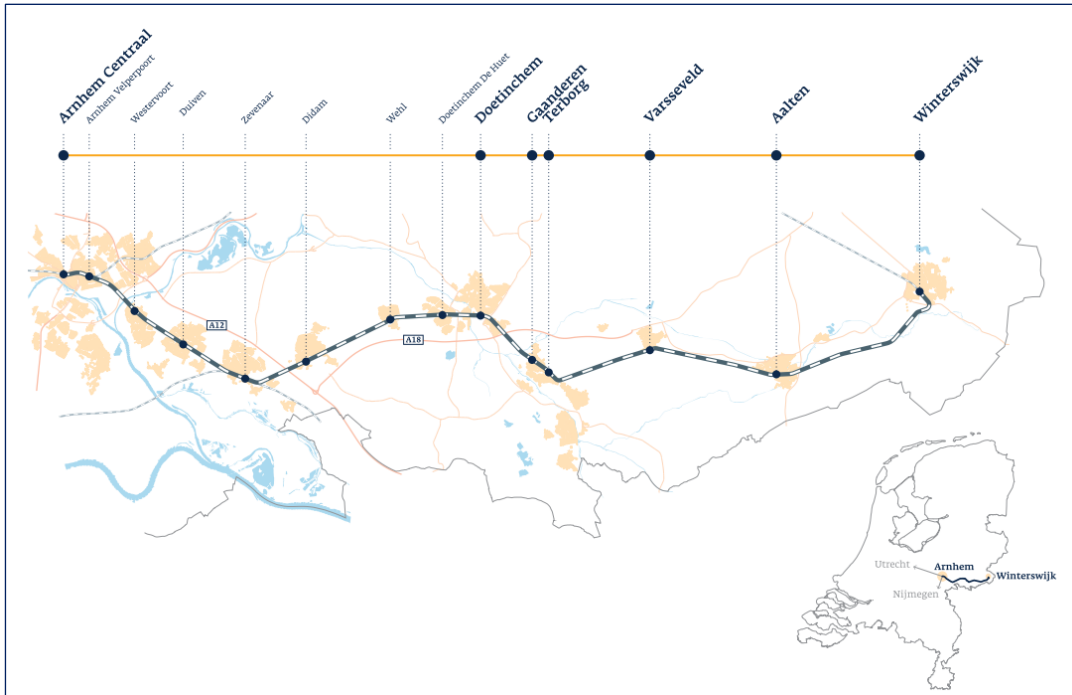 Arnhem Centraal
Arnhem Velperpoort
Westervoort
Duiven
Zevenaar
Didam
Wehl
Doetinchem De Huet
Doetinchem
Gaanderen
Terborg
Varsseveld
Aalten
Winterswijk
A12
A18
Utrecht
Arnhem
Winterswijk
Nijmegen